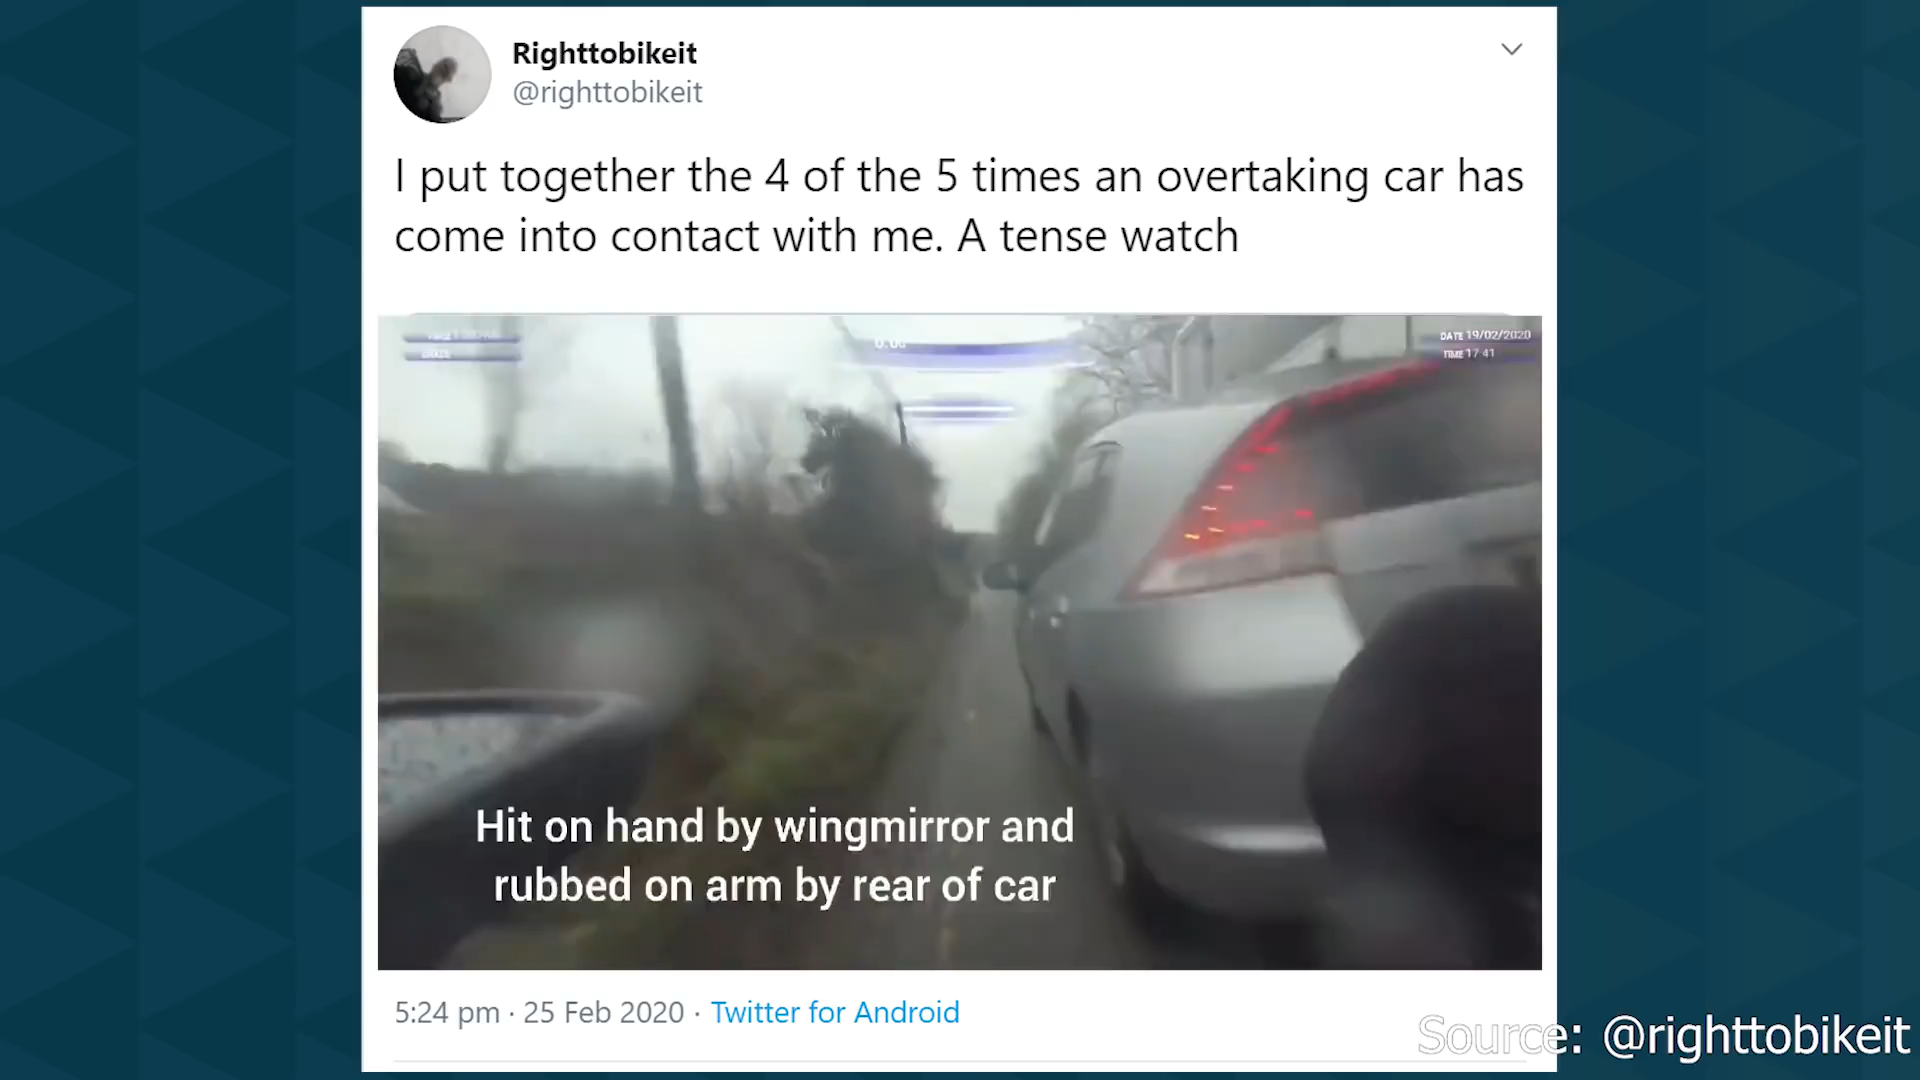 Righttobikeit
@righttobikeit
I put together the 4 of the 5 times an overtaking car has
come into contact with me. A tense watch
DATE 19/02/2020
TIME 17 41
Hit on hand by wingmirror and
rubbed on arm by rear of car
5:24 pm · 25 Feb 2020 · Twitter for Android
Source: @righttobikeit